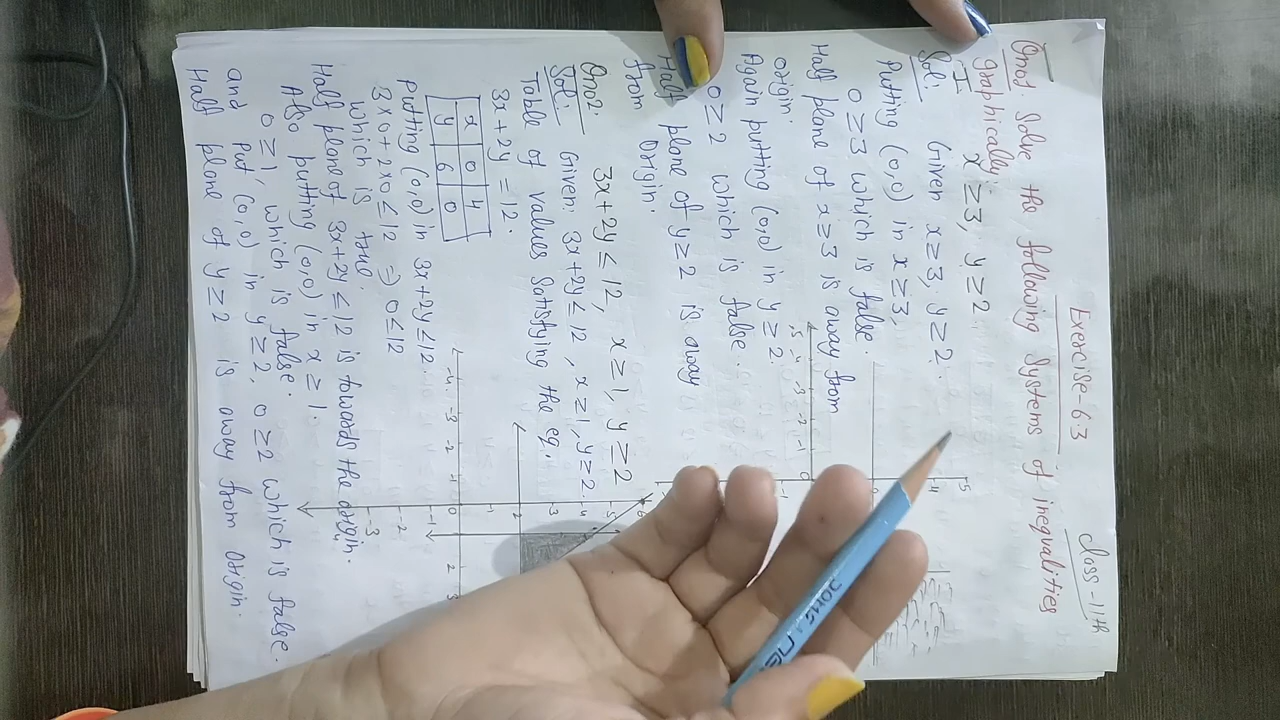 Exercise-6.3
Class-11th
Qno1. Solve the following Systems of inequalities
Graphically:
x ≥ 3, y ≥ 2
Sol: Given x ≥ 3, y ≥ 2.
Putting (0,0) in x ≥ 3,
0 ≥ 3 which is false.
Half plane of x ≥ 3 is away from
origin.
Again putting (0,0) in y ≥ 2
0 ≥ 2 which is false.
Half plane of y ≥ 2 is away
from Origin.
Qno2. 3x + 2y ≤ 12, x ≥ 1, y ≥ 2
Sol: Given: 3x + 2y ≤ 12, x ≥ 1, y ≥ 2.
Table of values Satisfying the eq.
3x + 2y = 12.
x 0 4
y 6 0
Putting (0,0) in 3x + 2y ≤ 12.
3×0 + 2×0 ≤ 12 ⇒ 0 ≤ 12
which is true.
Half plane of 3x + 2y ≤ 12 is towards the origin.
Also putting (0,0) in x ≥ 1.
0 ≥ 1, which is false.
and Put (0,0) in y ≥ 2, 0 ≥ 2 which is false.
Half plane of y ≥ 2 is away from origin.